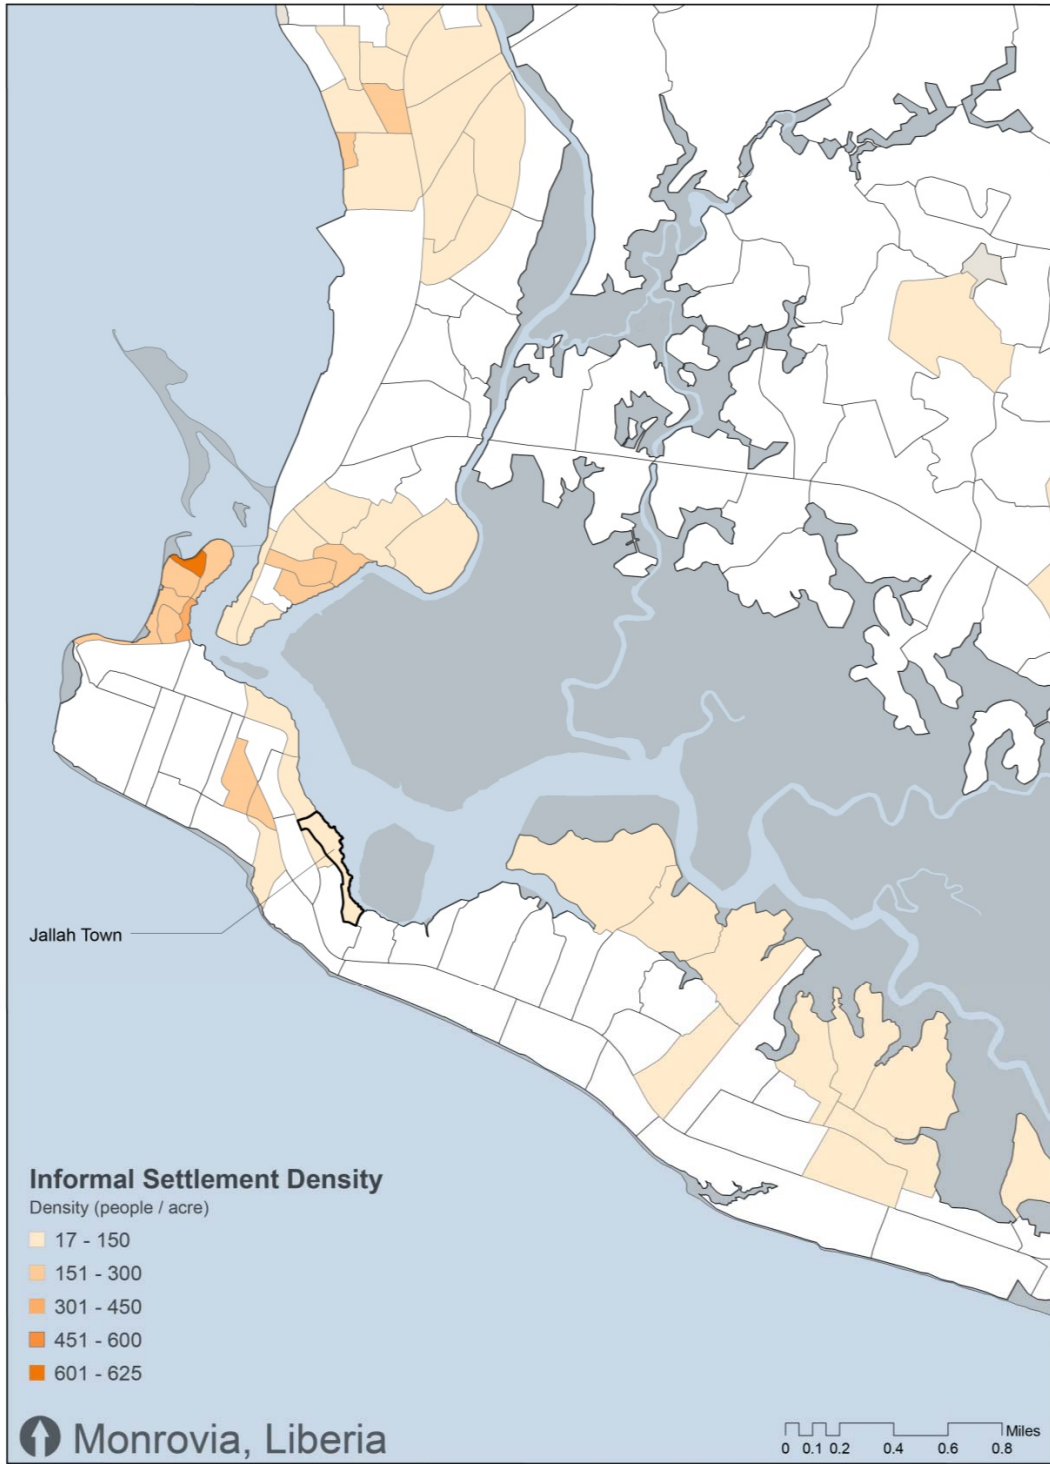 Jallah Town
Informal Settlement Density
Density (people / acre)
17 - 150
151 - 300
301 - 450
451 - 600
601 - 625
Monrovia, Liberia
Miles
0 0.1 0.2 0.4 0.6 0.8